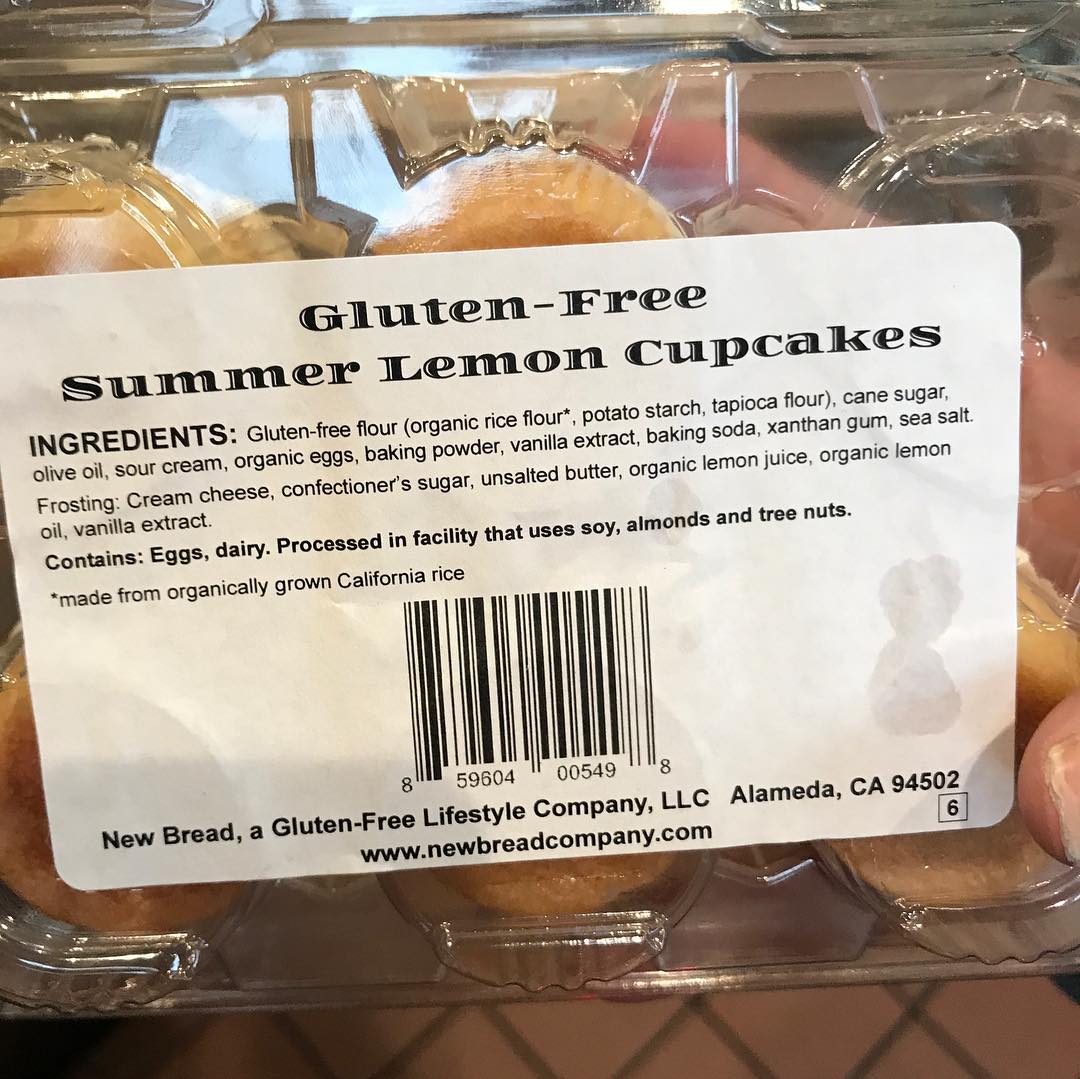 Gluten-Free
Summer Lemon Cupcakes
INGREDIENTS: Gluten-free flour (organic rice flour*, potato starch, tapioca flour), cane sugar,
olive oil, sour cream, organic eggs, baking powder, vanilla extract, baking soda, xanthan gum, sea salt.
Frosting: Cream cheese, confectioner's sugar, unsalted butter, organic lemon juice, organic lemon
oil, vanilla extract.
Contains: Eggs, dairy. Processed in facility that uses soy, almonds and tree nuts.
*made from organically grown California rice
8 59604 00549 8
New Bread, a Gluten-Free Lifestyle Company, LLC Alameda, CA 94502
www.newbreadcompany.com 6